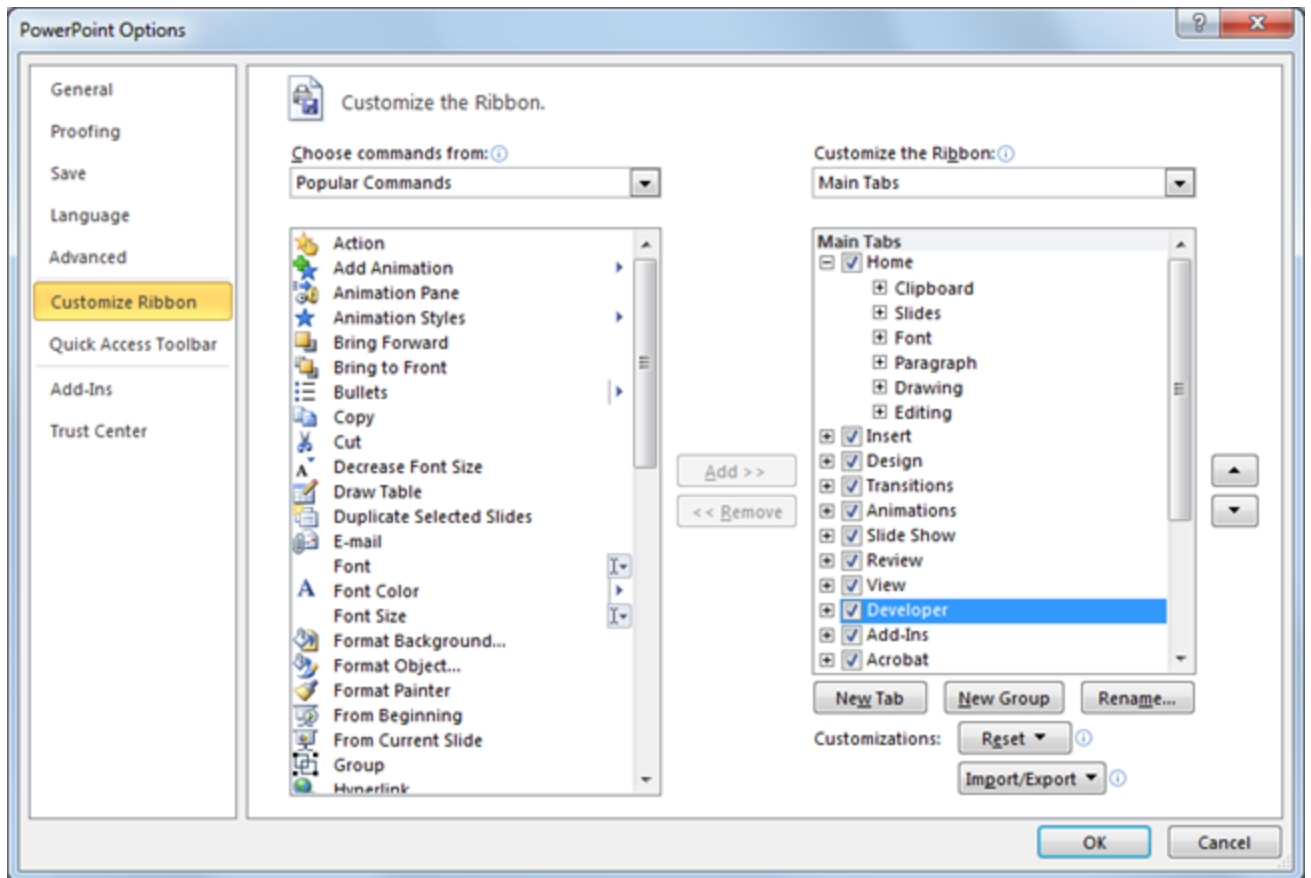 PowerPoint Options
General
Proofing
Save
Language
Advanced
Customize Ribbon
Quick Access Toolbar
Add-Ins
Trust Center
Customize the Ribbon.
Choose commands from:
Popular Commands
Action
Add Animation
Animation Pane
Animation Styles
Bring Forward
Bring to Front
Bullets
Copy
Cut
Decrease Font Size
Draw Table
Duplicate Selected Slides
E-mail
Font
Font Color
Font Size
Format Background...
Format Object...
Format Painter
From Beginning
From Current Slide
Group
Hyperlink
Add >>
<< Remove
Customize the Ribbon:
Main Tabs
Main Tabs
Home
Clipboard
Slides
Font
Paragraph
Drawing
Editing
Insert
Design
Transitions
Animations
Slide Show
Review
View
Developer
Add-Ins
Acrobat
New Tab
New Group
Rename...
Customizations:
Reset
Import/Export
OK
Cancel